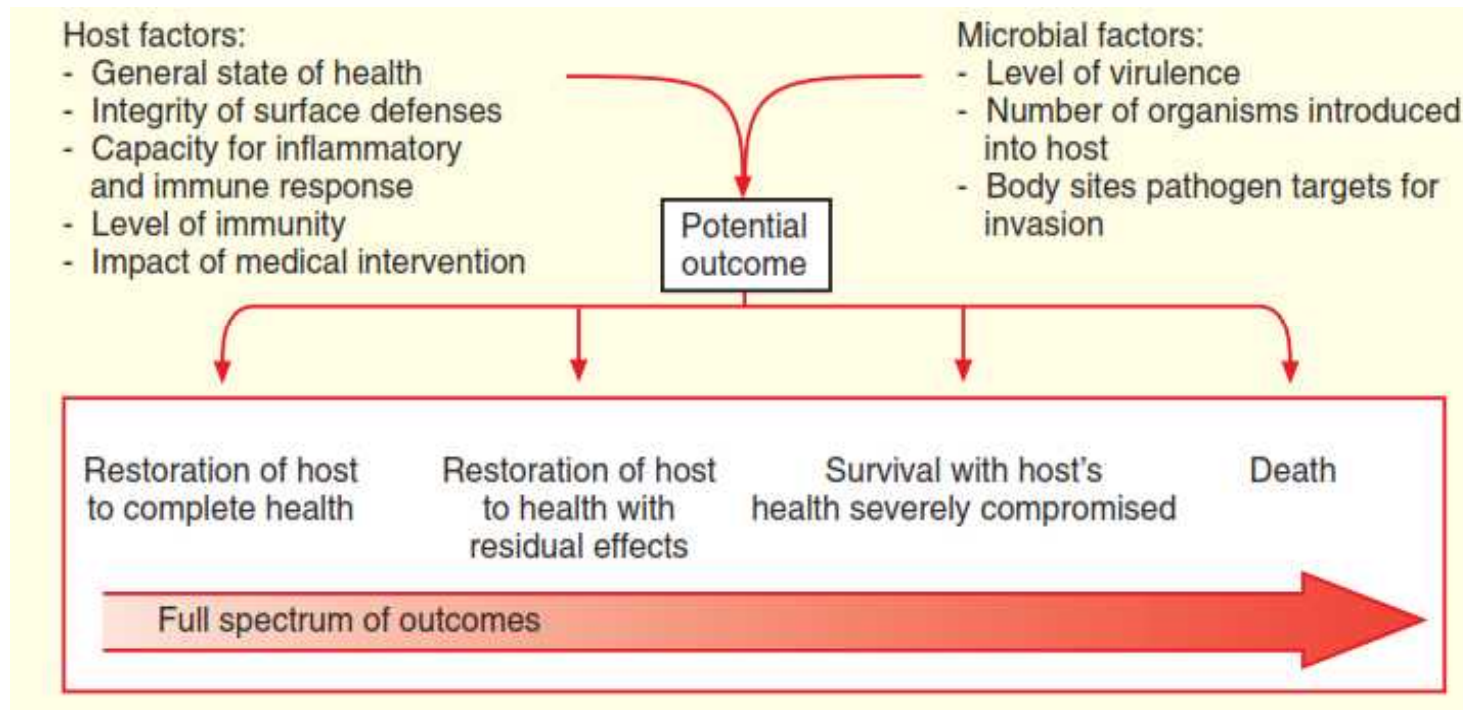 Host factors:
- General state of health
- Integrity of surface defenses
- Capacity for inflammatory
and immune response
- Level of immunity
- Impact of medical intervention
Microbial factors:
- Level of virulence
- Number of organisms introduced
into host
- Body sites pathogen targets for
invasion
Potential
outcome
Restoration of host
to complete health
Restoration of host
to health with
residual effects
Survival with host's
health severely compromised
Death
Full spectrum of outcomes